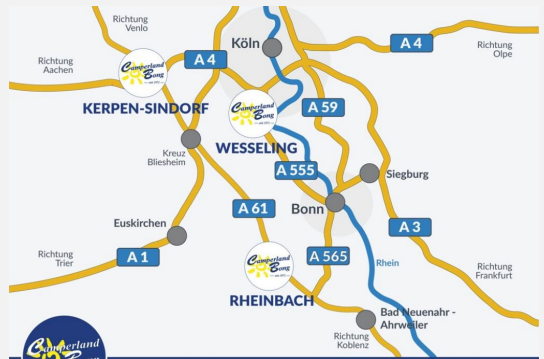 Richtung
Venlo
Köln
A 4
Richtung
Olpe
Richtung
Aachen
Camperland
Bong
A 4
KERPEN-SINDORF
Camperland
Bong
A 59
WESSELING
Kreuz
Bliesheim
A 555
Siegburg
A 61
Bonn
Euskirchen
A 3
A 1
Richtung
Trier
Camperland
Bong
A 565
Rhein
Richtung
Frankfurt
RHEINBACH
Bad Neuenahr -
Ahrweiler
Richtung
Koblenz
Camperland
Bong